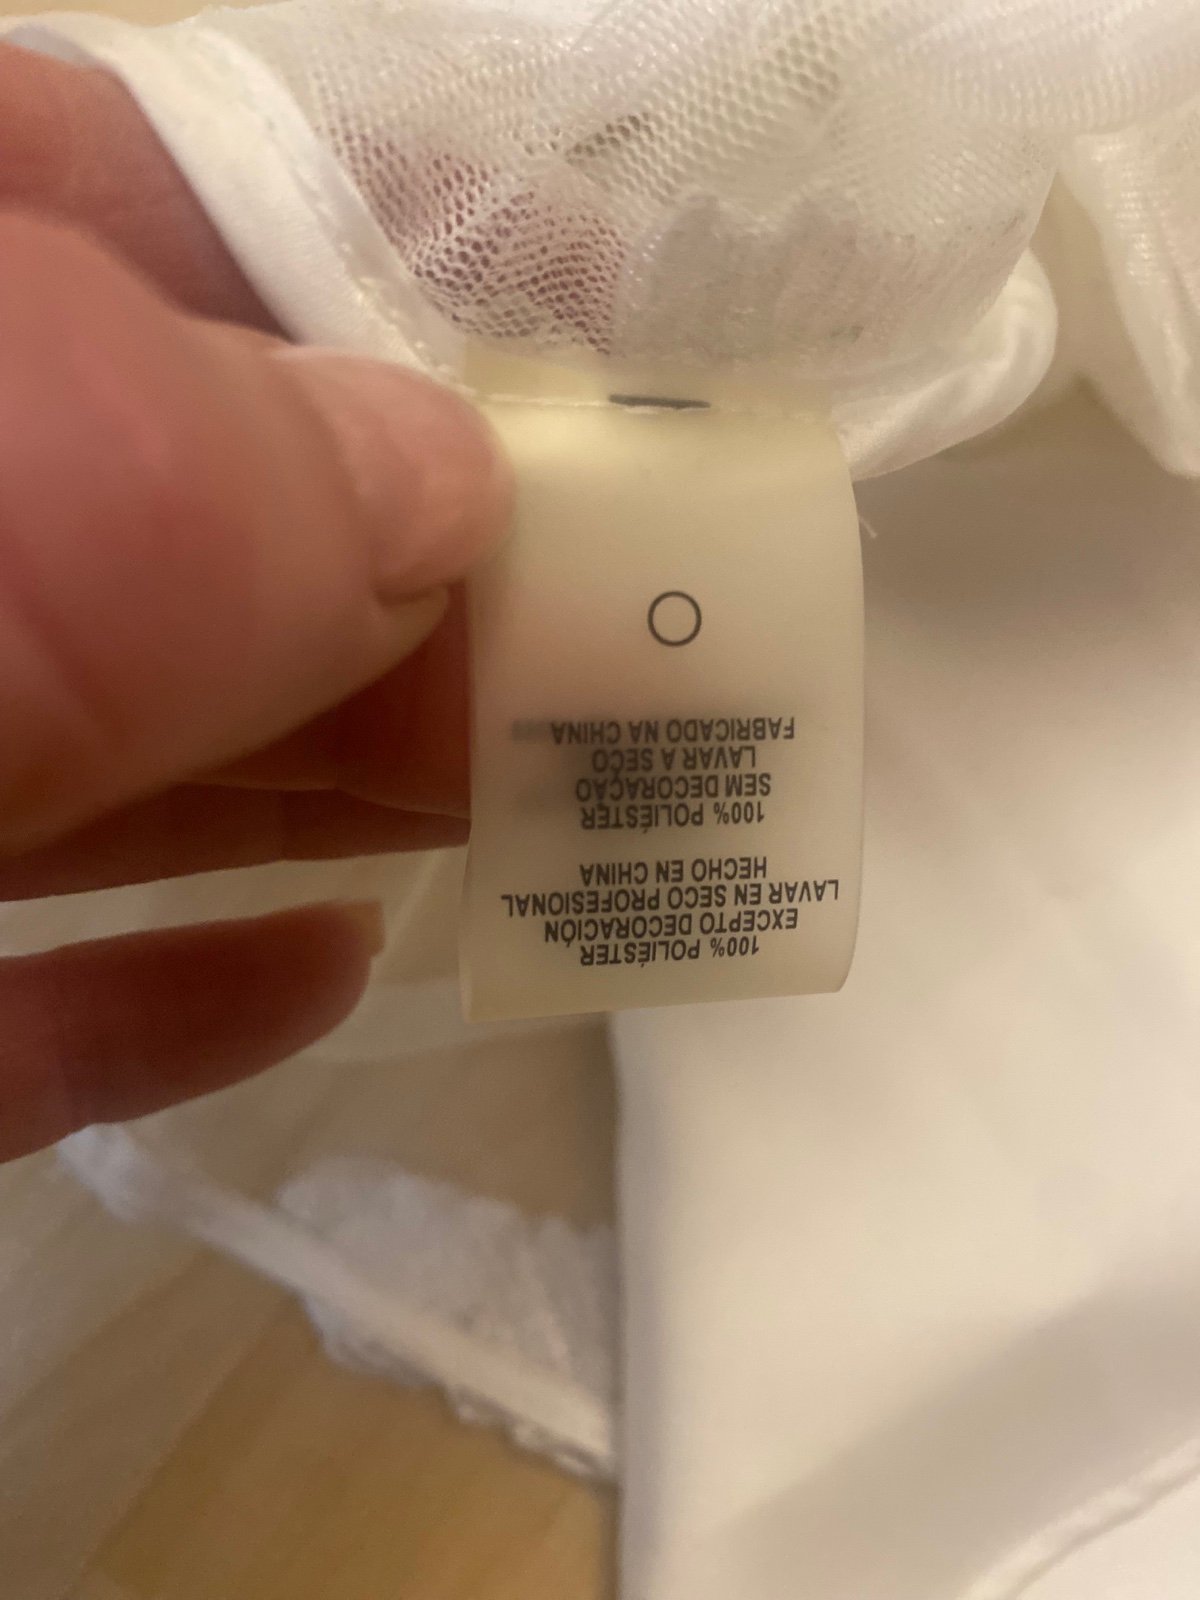 100% POLIÉSTER
EXCEPTO DECORACIÓN
LAVAR EN SECO PROFESIONAL
HECHO EN CHINA
100% POLIÉSTER
SEM DECORAÇAO
LAVAR A SECO
FABRICADO NA CHINA